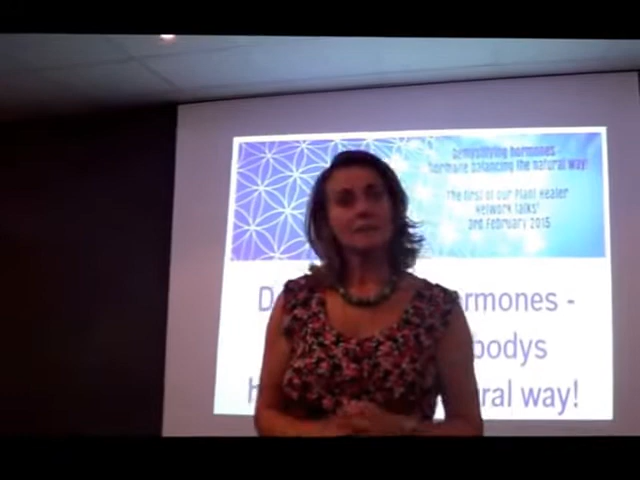 Demystifying hormones -
hormone balancing the natural way!
The first of our Plant Healer
Network Talks'
3rd February 2015
D rmones -
bodys
h ural way!